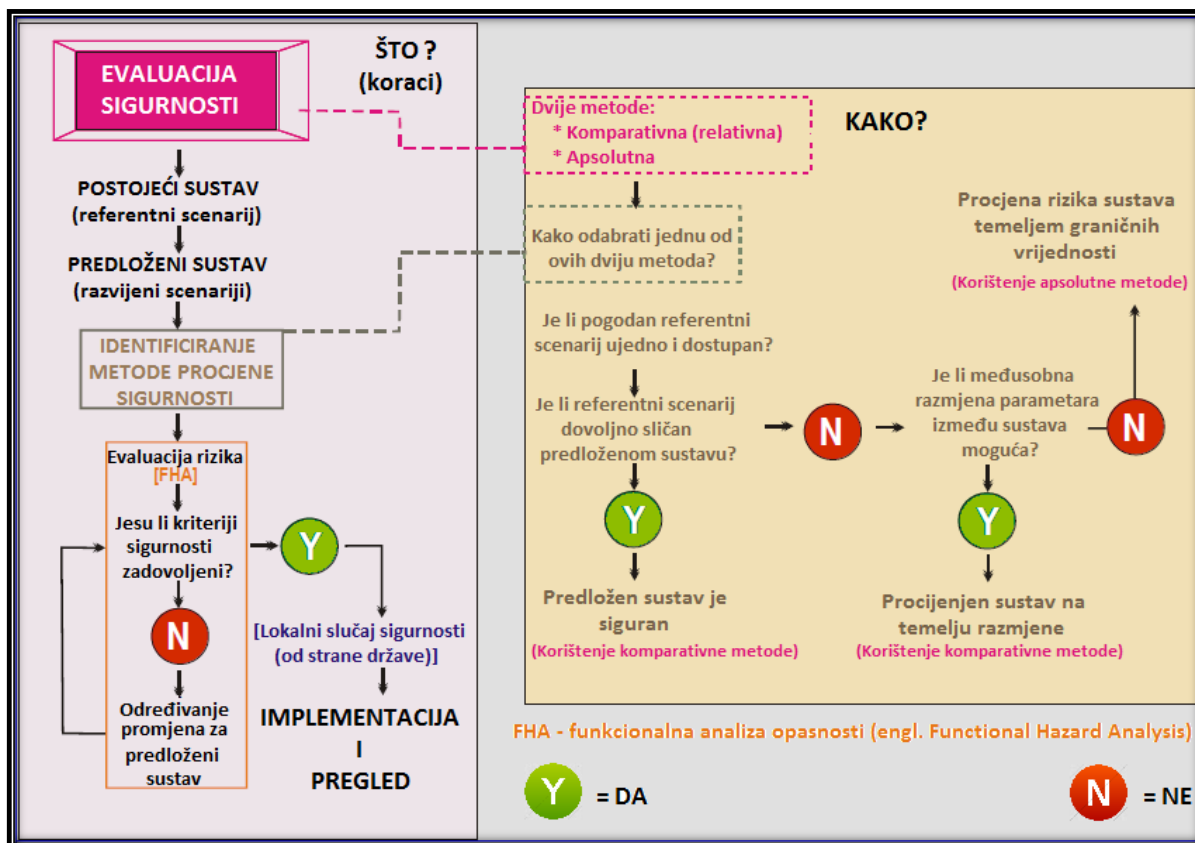 EVALUACIJA
SIGURNOSTI
ŠTO ?
(koraci)
POSTOJEĆI SUSTAV
(referentni scenarij)
PREDLOŽENI SUSTAV
(razvijeni scenariji)
IDENTIFICIRANJE
METODE PROCJENE
SIGURNOSTI
Evaluacija rizika
[FHA]
Jesu li kriteriji
sigurnosti
zadovoljeni?
Y
N
Određivanje
promjena za
predloženi
sustav
[Lokalni slučaj sigurnosti
(od strane države)]
IMPLEMENTACIJA
I
PREGLED
Dvije metode:
* Komparativna (relativna)
* Apsolutna
KAKO?
Kako odabrati jednu od
ovih dviju metoda?
Procjena rizika sustava
temeljem graničnih
vrijednosti
(Korištenje apsolutne metode)
Je li pogodan referentni
scenarij ujedno i dostupan?
Je li referentni scenarij
dovoljno sličan
predloženom sustavu?
N
Je li međusobna
razmjena parametara
između sustava
moguća?
N
Y
Y
Predložen sustav je
siguran
(Korištenje komparativne metode)
Procijenjen sustav na
temelju razmjene
(Korištenje komparativne metode)
FHA - funkcionalna analiza opasnosti (engl. Functional Hazard Analysis)
Y = DA
N = NE